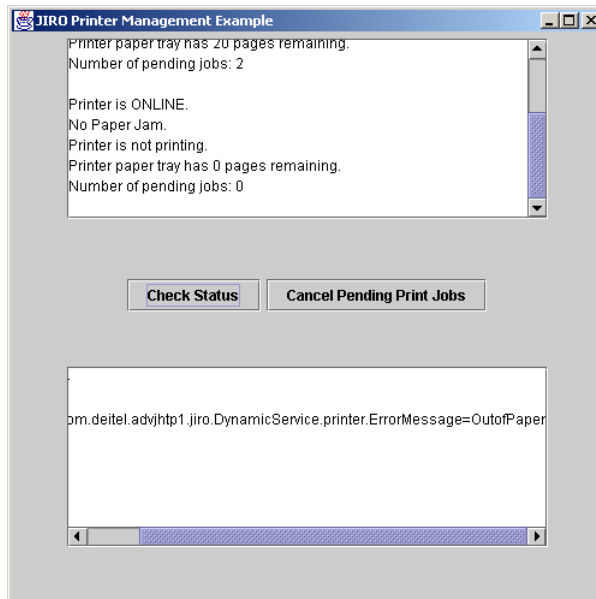 JIRO Printer Management Example
Printer paper tray has 20 pages remaining.
Number of pending jobs: 2
Printer is ONLINE.
No Paper Jam.
Printer is not printing.
Printer paper tray has 0 pages remaining.
Number of pending jobs: 0
Check Status Cancel Pending Print Jobs
.
om.deitel.advjhtp1.jiro.DynamicService.printer.ErrorMessage=OutofPaper